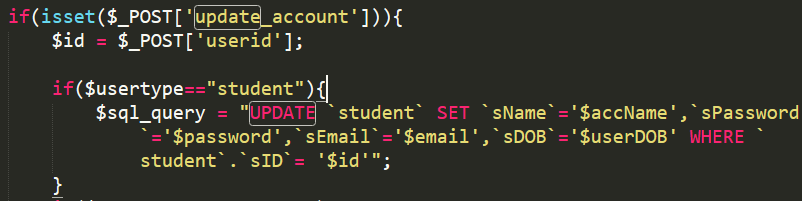 if(isset($_POST['update_account'])){
$id = $_POST['userid'];
if($usertype=="student"){
$sql_query = "UPDATE `student` SET `sName`='$accName',`sPassword
`='$password',`sEmail`='$email',`sDOB`='$userDOB' WHERE `
student`.`sID`= '$id'";
}